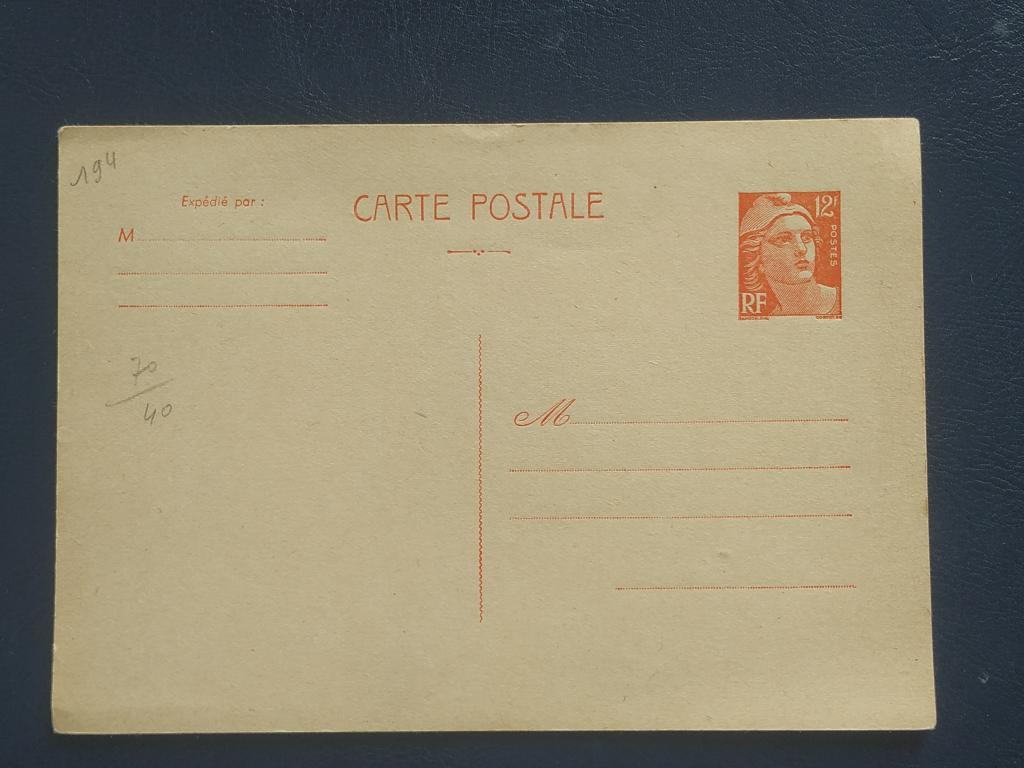 194
Expédié par :
CARTE POSTALE
12F
POSTES
RF
M
70
40
M